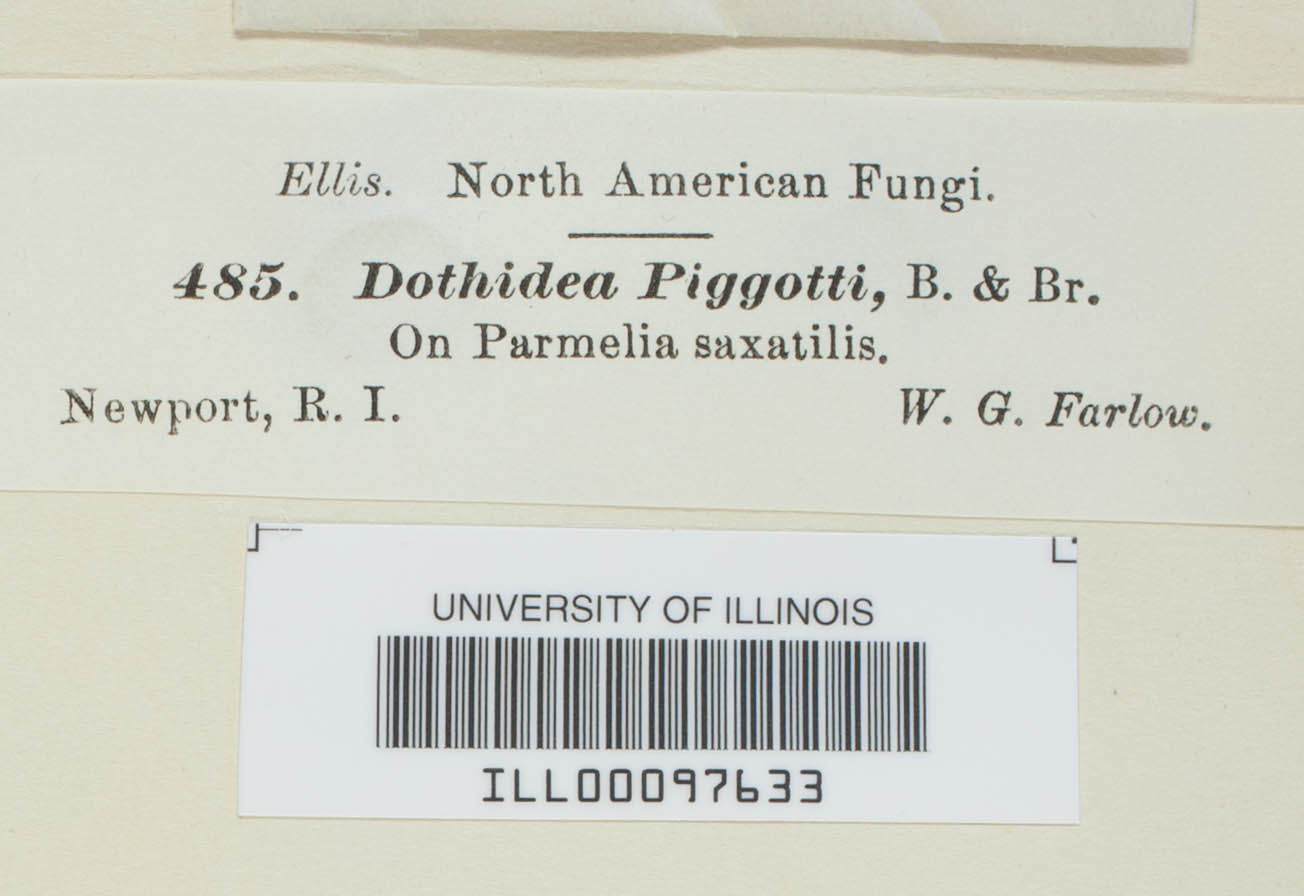 Ellis. North American Fungi.
485. Dothidea Piggotti, B. & Br.
On Parmelia saxatilis.
Newport, R. I. W. G. Farlow.
UNIVERSITY OF ILLINOIS
ILL00097633